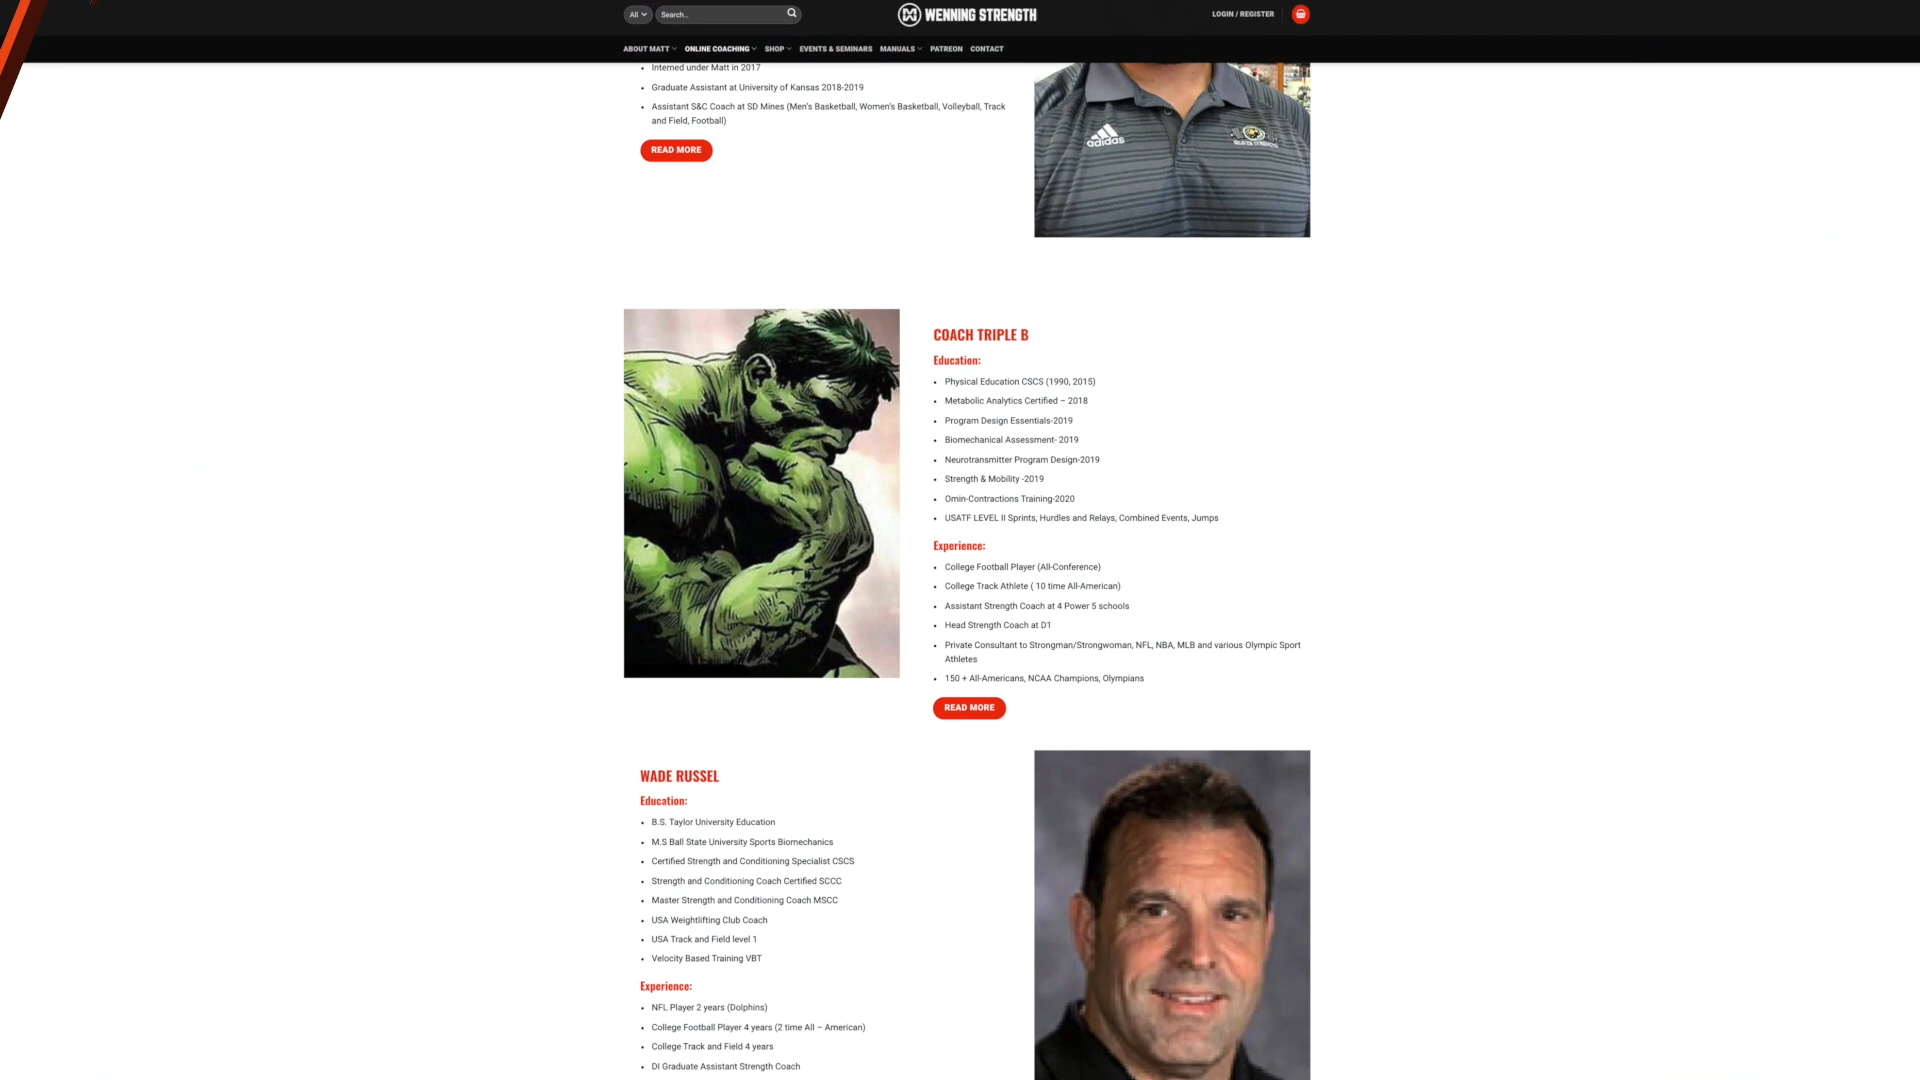 All
Search...
WENNING STRENGTH
LOGIN / REGISTER
ABOUT MATT
ONLINE COACHING
SHOP
EVENTS & SEMINARS
MANUALS
PATREON
CONTACT
Interned under Matt in 2017
Graduate Assistant at University of Kansas 2018-2019
Assistant S&C Coach at SD Mines (Men's Basketball, Women's Basketball, Volleyball, Track
and Field, Football)
READ MORE
adidas
COACH TRIPLE B
Education:
Physical Education CSCS (1990, 2015)
Metabolic Analytics Certified – 2018
Program Design Essentials-2019
Biomechanical Assessment- 2019
Neurotransmitter Program Design-2019
Strength & Mobility -2019
Omin-Contractions Training-2020
USATF LEVEL II Sprints, Hurdles and Relays, Combined Events, Jumps
Experience:
College Football Player (All-Conference)
College Track Athlete ( 10 time All-American)
Assistant Strength Coach at 4 Power 5 schools
Head Strength Coach at D1
Private Consultant to Strongman/Strongwoman, NFL, NBA, MLB and various Olympic Sport
Athletes
150 + All-Americans, NCAA Champions, Olympians
READ MORE
WADE RUSSEL
Education:
B.S. Taylor University Education
M.S Ball State University Sports Biomechanics
Certified Strength and Conditioning Specialist CSCS
Strength and Conditioning Coach Certified SCCC
Master Strength and Conditioning Coach MSCC
USA Weightlifting Club Coach
USA Track and Field level 1
Velocity Based Training VBT
Experience:
NFL Player 2 years (Dolphins)
College Football Player 4 years (2 time All – American)
College Track and Field 4 years
DI Graduate Assistant Strength Coach